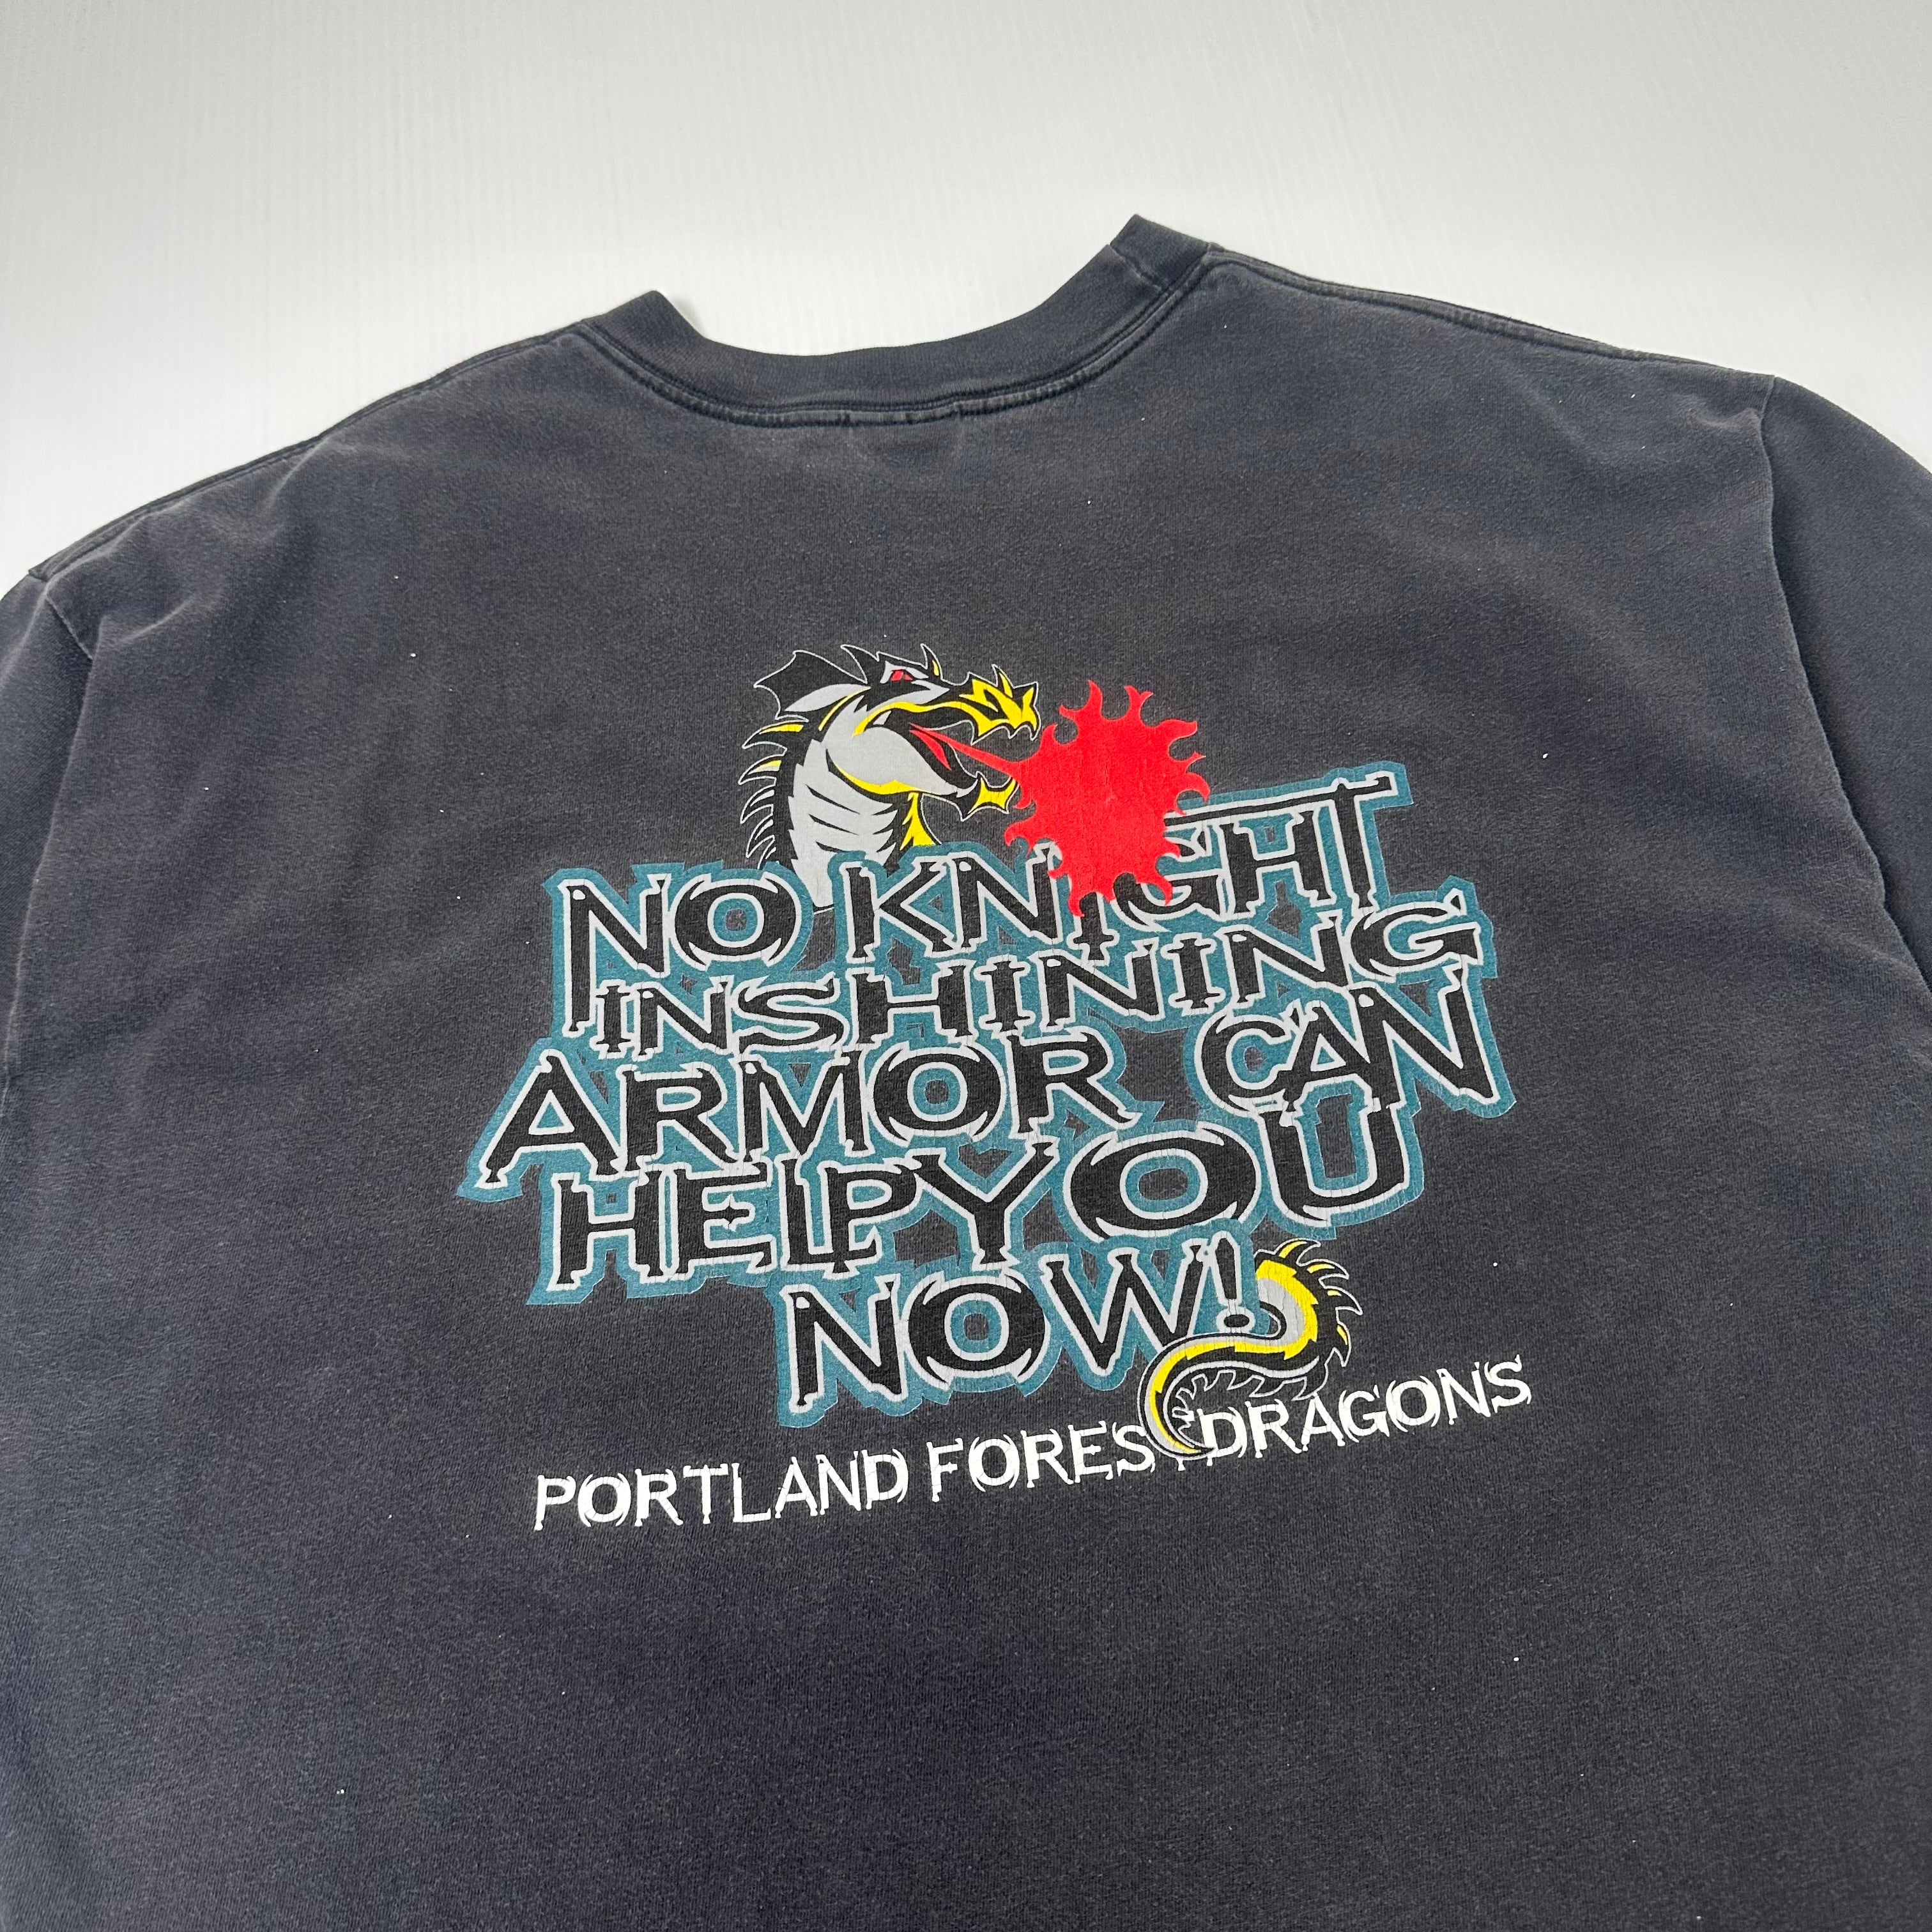 NO KNIGHT
IN SHINING
ARMOR CAN
HELP YOU
NOW!
PORTLAND FOREST DRAGONS